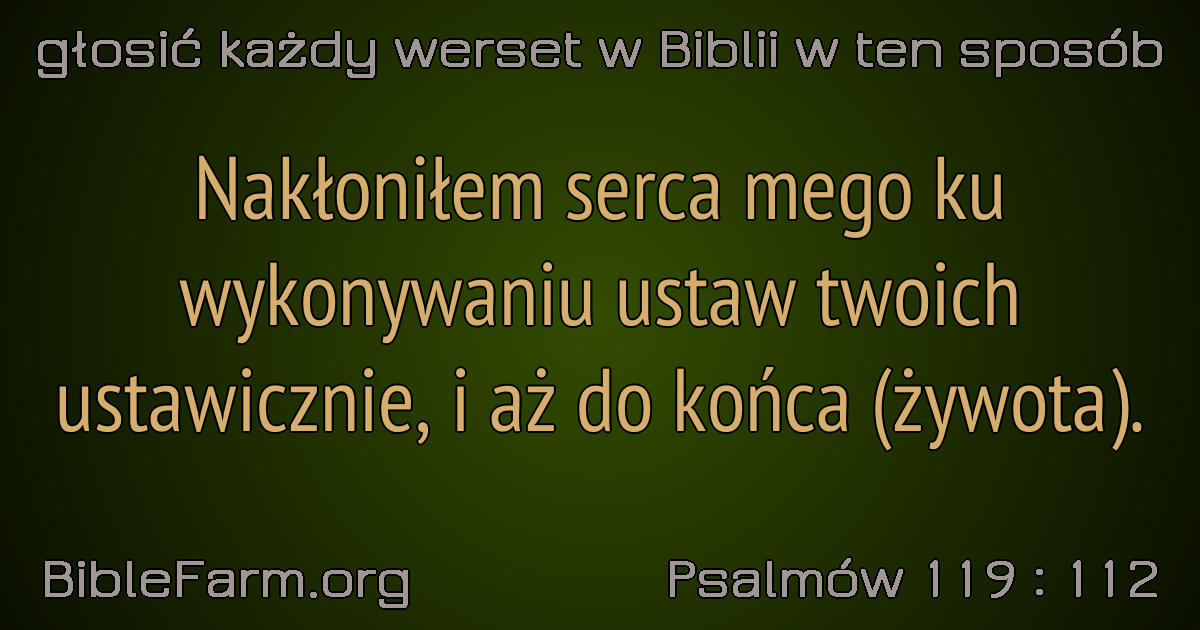 głosić każdy werset w Biblii w ten sposób
Nakłoniłem serca mego ku
wykonywaniu ustaw twoich
ustawicznie, i aż do końca (żywota).
BibleFarm.org
Psalmów 119 : 112